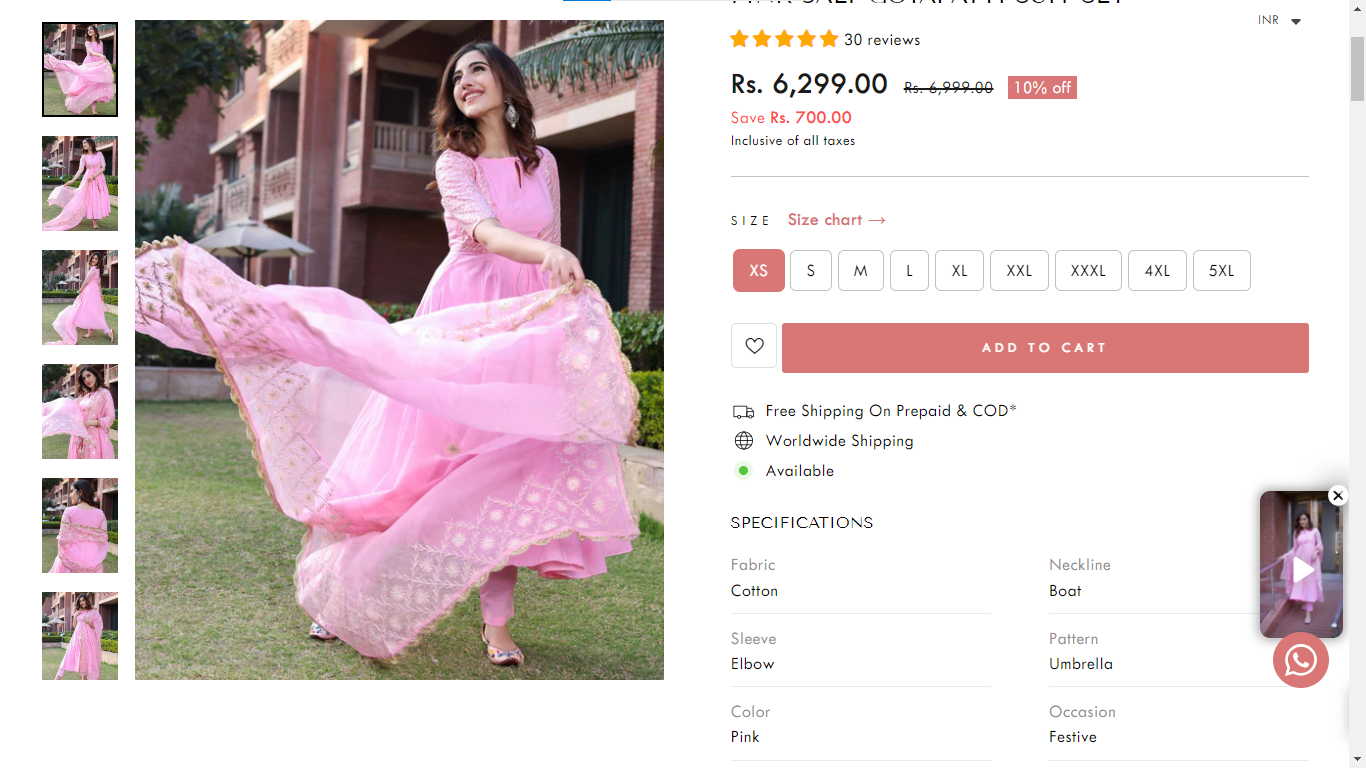 INR
30 reviews
Rs. 6,299.00 Rs. 6,999.00 10% off
Save Rs. 700.00
Inclusive of all taxes
SIZE Size chart →
XS S M L XL XXL XXXL 4XL 5XL
ADD TO CART
Free Shipping On Prepaid & COD*
Worldwide Shipping
Available
SPECIFICATIONS
Fabric
Cotton
Neckline
Boat
Sleeve
Elbow
Pattern
Umbrella
Color
Pink
Occasion
Festive